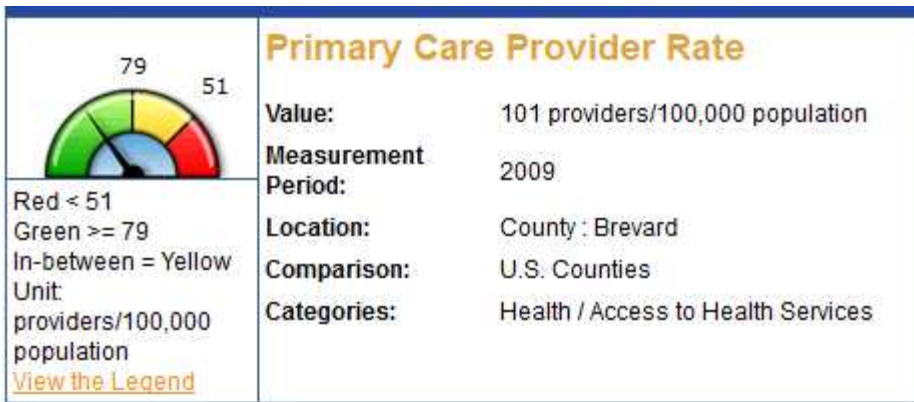 79
51
Red < 51
Green >= 79
In-between = Yellow
Unit:
providers/100,000
population
View the Legend
Primary Care Provider Rate
Value: 101 providers/100,000 population
Measurement
Period: 2009
Location: County : Brevard
Comparison: U.S. Counties
Categories: Health / Access to Health Services